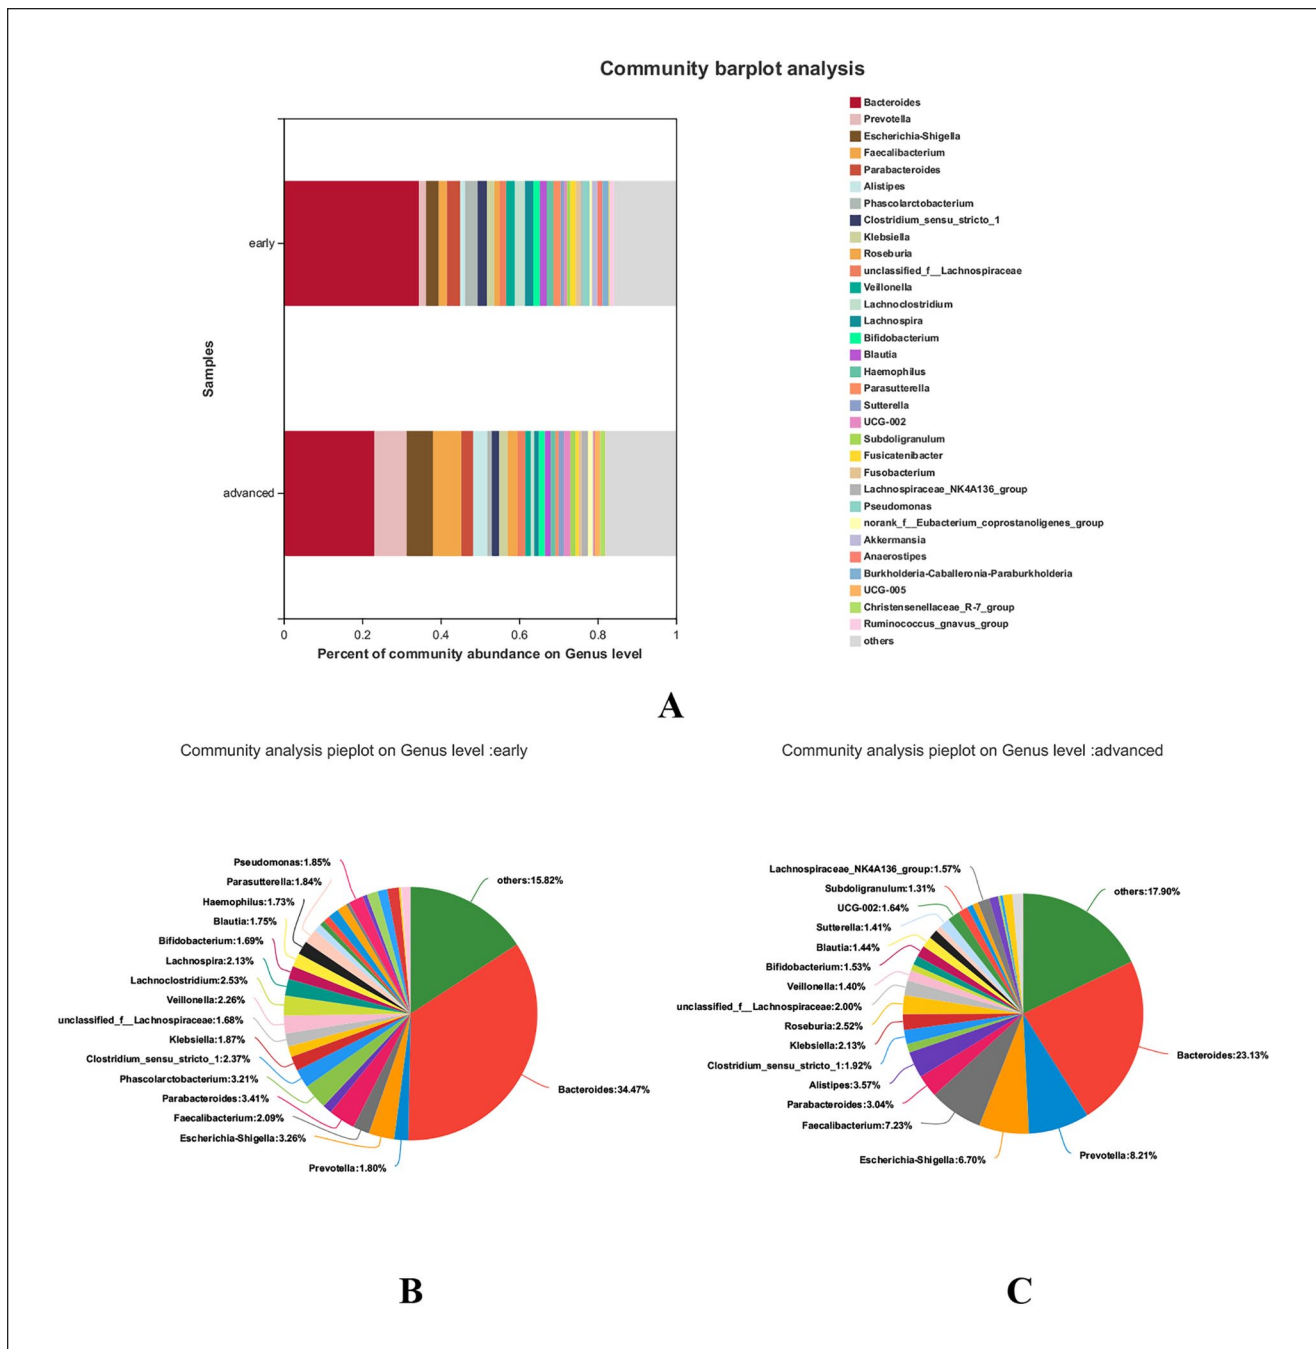 Community barplot analysis
Bacteroides
Prevotella
Escherichia-Shigella
Faecalibacterium
Parabacteroides
Alistipes
Phascolarctobacterium
Clostridium_sensu_stricto_1
Klebsiella
Roseburia
unclassified_f__Lachnospiraceae
Veillonella
Lachnoclostridium
Lachnospira
Bifidobacterium
Blautia
Haemophilus
Parasutterella
Sutterella
UCG-002
Subdoligranulum
Fusicatenibacter
Fusobacterium
Lachnospiraceae_NK4A136_group
Pseudomonas
norank_f__Eubacterium_coprostanoligenes_group
Akkermansia
Anaerostipes
Burkholderia-Caballeronia-Paraburkholderia
UCG-005
Christensenellaceae_R-7_group
Ruminococcus_gnavus_group
others
early
advanced
Samples
0 0.2 0.4 0.6 0.8 1
Percent of community abundance on Genus level
A
Community analysis pieplot on Genus level :early
Pseudomonas:1.85%
Parasutterella:1.84%
Haemophilus:1.73%
Blautia:1.75%
Bifidobacterium:1.69%
Lachnospira:2.13%
Lachnoclostridium:2.53%
Veillonella:2.26%
unclassified_f__Lachnospiraceae:1.68%
Klebsiella:1.87%
Clostridium_sensu_stricto_1:2.37%
Phascolarctobacterium:3.21%
Parabacteroides:3.41%
Faecalibacterium:2.09%
Escherichia-Shigella:3.26%
Prevotella:1.80%
others:15.82%
Bacteroides:34.47%
B
Community analysis pieplot on Genus level :advanced
Lachnospiraceae_NK4A136_group:1.57%
Subdoligranulum:1.31%
UCG-002:1.64%
Sutterella:1.41%
Blautia:1.44%
Bifidobacterium:1.53%
Veillonella:1.40%
unclassified_f__Lachnospiraceae:2.00%
Roseburia:2.52%
Klebsiella:2.13%
Clostridium_sensu_stricto_1:1.92%
Alistipes:3.57%
Parabacteroides:3.04%
Faecalibacterium:7.23%
Escherichia-Shigella:6.70%
Prevotella:8.21%
others:17.90%
Bacteroides:23.13%
C